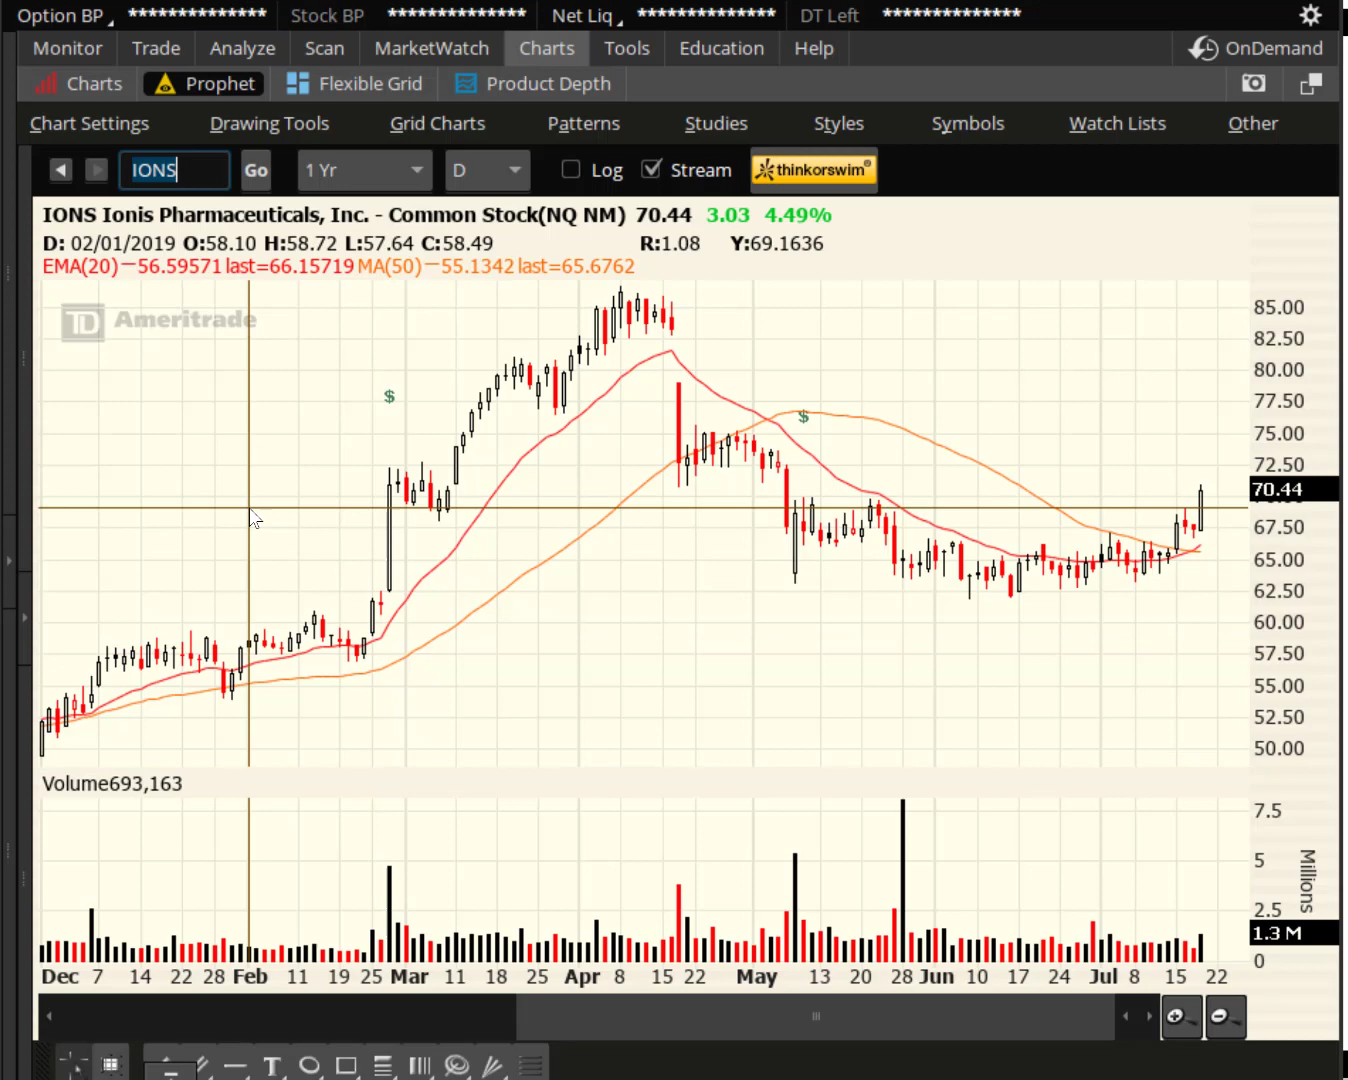 Option BP ************** Stock BP ************** Net Liq ************** DT Left **************
Monitor Trade Analyze Scan MarketWatch Charts Tools Education Help OnDemand
Charts Prophet Flexible Grid Product Depth
Chart Settings Drawing Tools Grid Charts Patterns Studies Styles Symbols Watch Lists Other
IONS Go 1 Yr D Log Stream thinkorswim®
IONS Ionis Pharmaceuticals, Inc. - Common Stock(NQ NM) 70.44 3.03 4.49%
D: 02/01/2019 O:58.10 H:58.72 L:57.64 C:58.49 R:1.08 Y:69.1636
EMA(20)—56.59571 last=66.15719 MA(50)—55.1342 last=65.6762
TD Ameritrade
85.00
82.50
80.00
$
77.50
$
75.00
72.50
70.44
67.50
65.00
62.50
60.00
57.50
55.00
52.50
50.00
Volume693,163
7.5
5
Millions
2.5
1.3 M
0
Dec 7 14 22 28 Feb 11 19 25 Mar 11 18 25 Apr 8 15 22 May 13 20 28 Jun 10 17 24 Jul 8 15 22
T